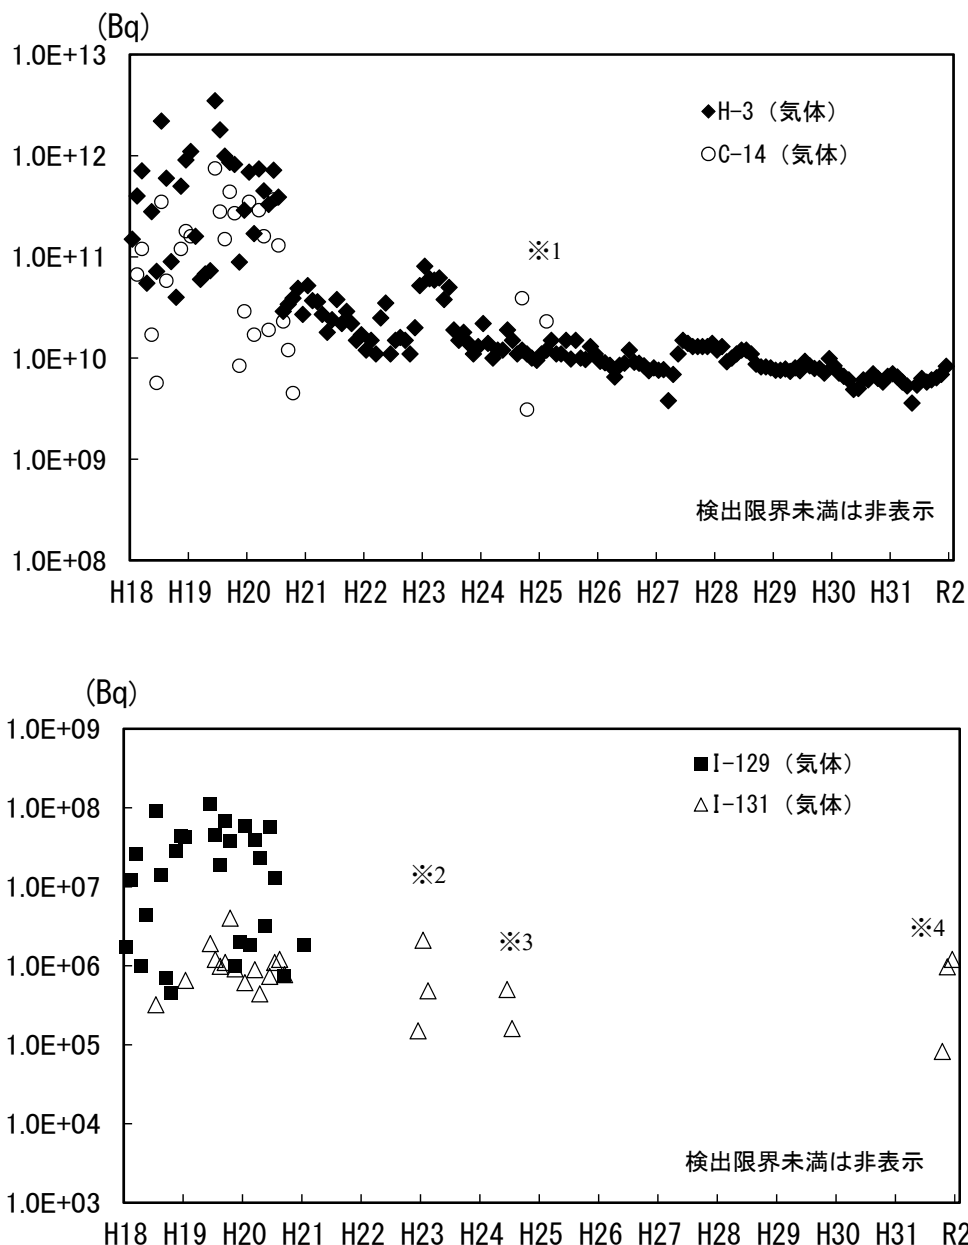 (Bq)
1.0E+13
◆H-3 (気体)
1.0E+12
○C-14 (気体)
1.0E+11
※1
1.0E+10
1.0E+09
検出限界未満は非表示
1.0E+08
H18 H19 H20 H21 H22 H23 H24 H25 H26 H27 H28 H29 H30 H31 R2
(Bq)
1.0E+09
■I-129 (気体)
1.0E+08
△I-131 (気体)
1.0E+07
※2
※3
※4
1.0E+06
1.0E+05
1.0E+04
検出限界未満は非表示
1.0E+03
H18 H19 H20 H21 H22 H23 H24 H25 H26 H27 H28 H29 H30 H31 R2